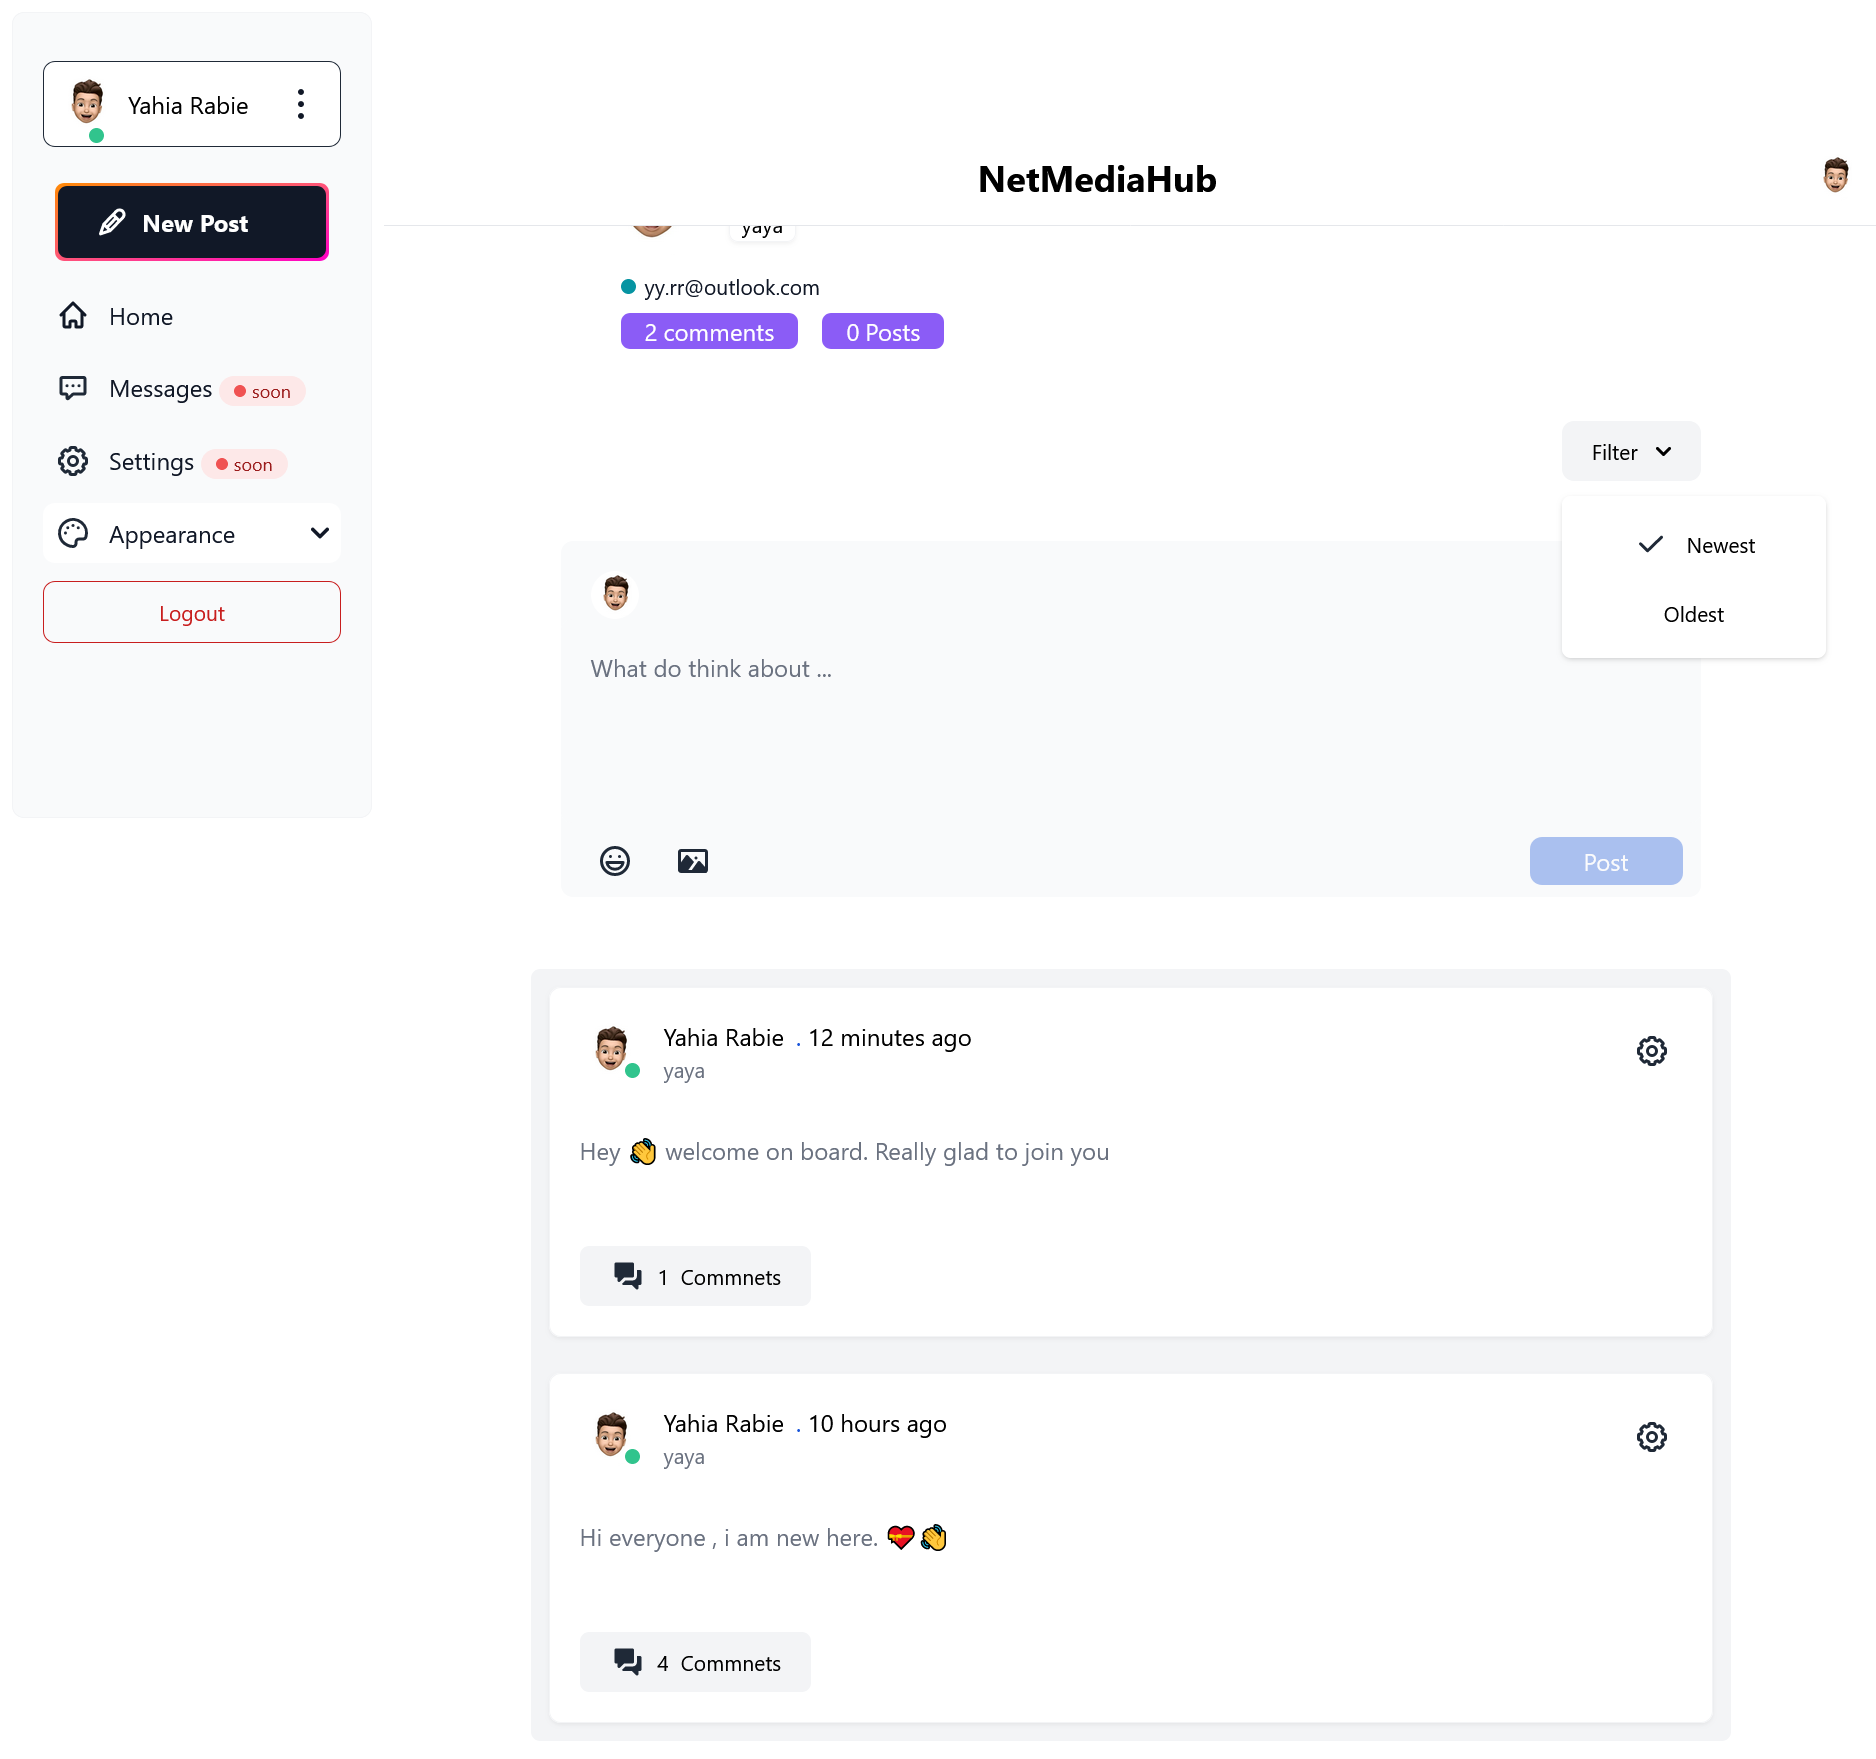 Yahia Rabie
New Post
Home
Messages soon
Settings soon
Appearance
Logout
NetMediaHub
yaya
yy.rr@outlook.com
2 comments 0 Posts
Filter
Newest
Oldest
What do think about ...
Post
Yahia Rabie . 12 minutes ago
yaya
Hey 👋 welcome on board. Really glad to join you
1 Commnets
Yahia Rabie . 10 hours ago
yaya
Hi everyone , i am new here. 💝👋
4 Commnets